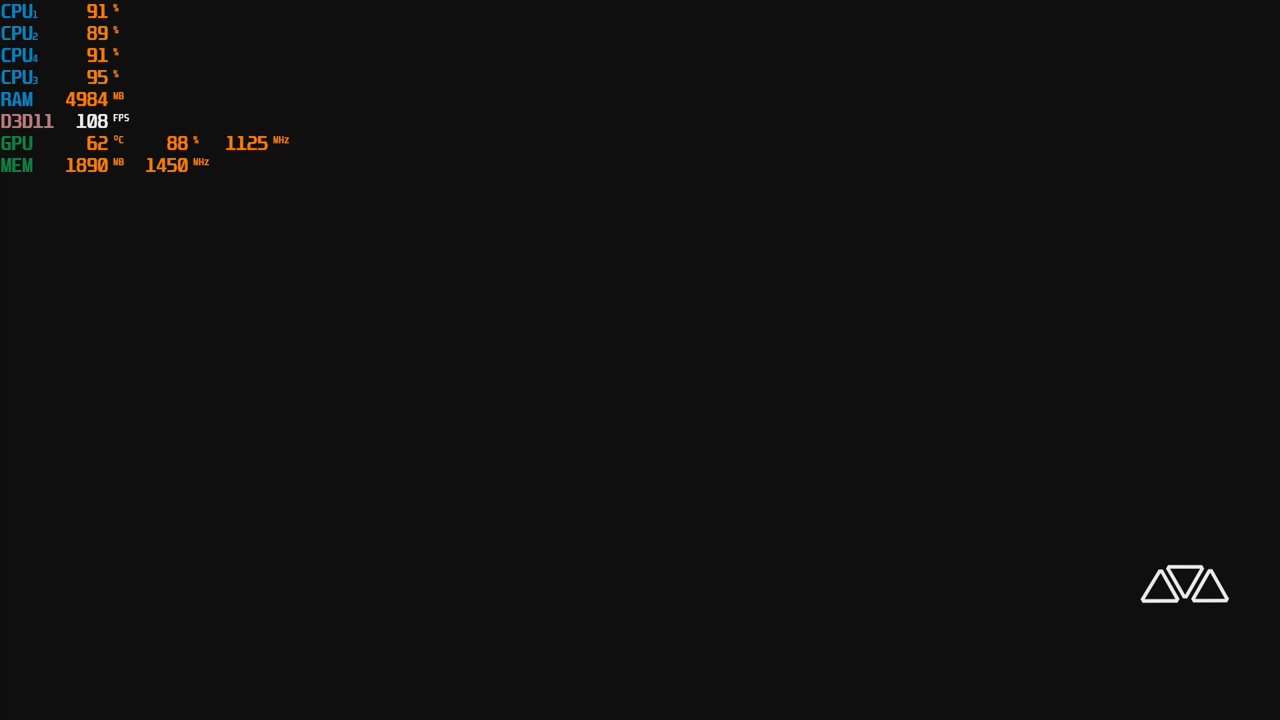 CPU1 91 %
CPU2 89 %
CPU4 91 %
CPU3 95 %
RAM 4984 MB
D3D11 108 FPS
GPU 62 °C 88 % 1125 MHz
MEM 1890 MB 1450 MHz